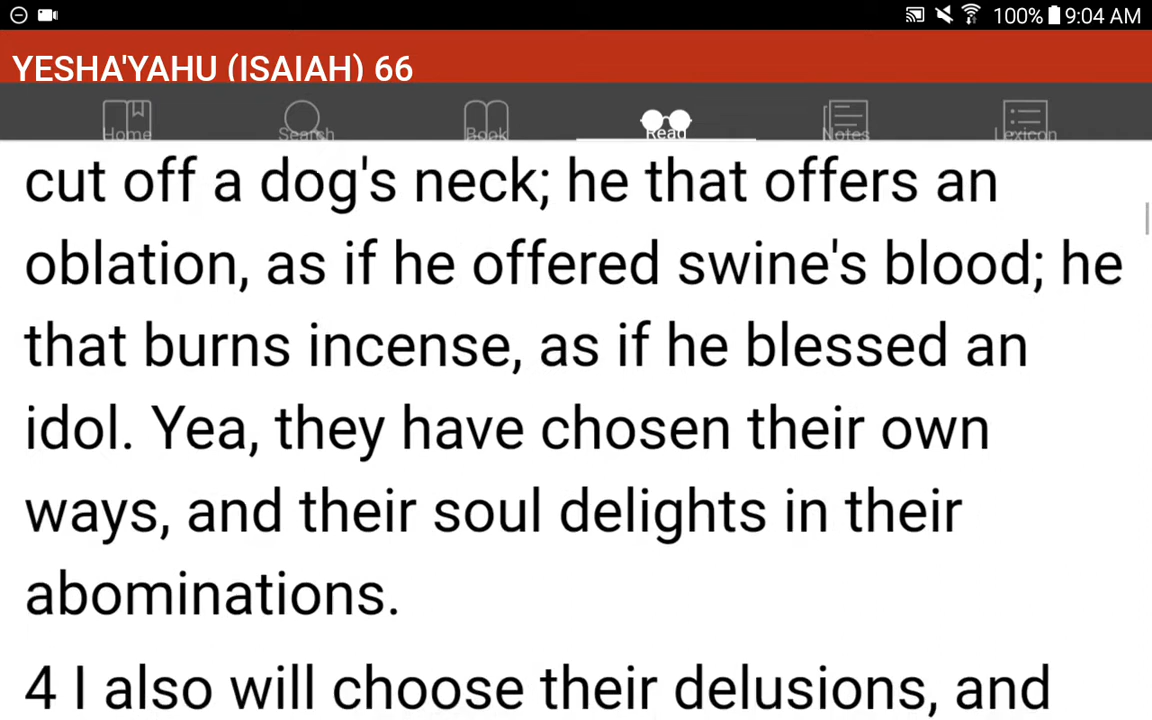 100% 9:04 AM
YESHA'YAHU (ISAIAH) 66
Home Search Book Read Notes Lexicon
cut off a dog's neck; he that offers an
oblation, as if he offered swine's blood; he
that burns incense, as if he blessed an
idol. Yea, they have chosen their own
ways, and their soul delights in their
abominations.
4 I also will choose their delusions, and